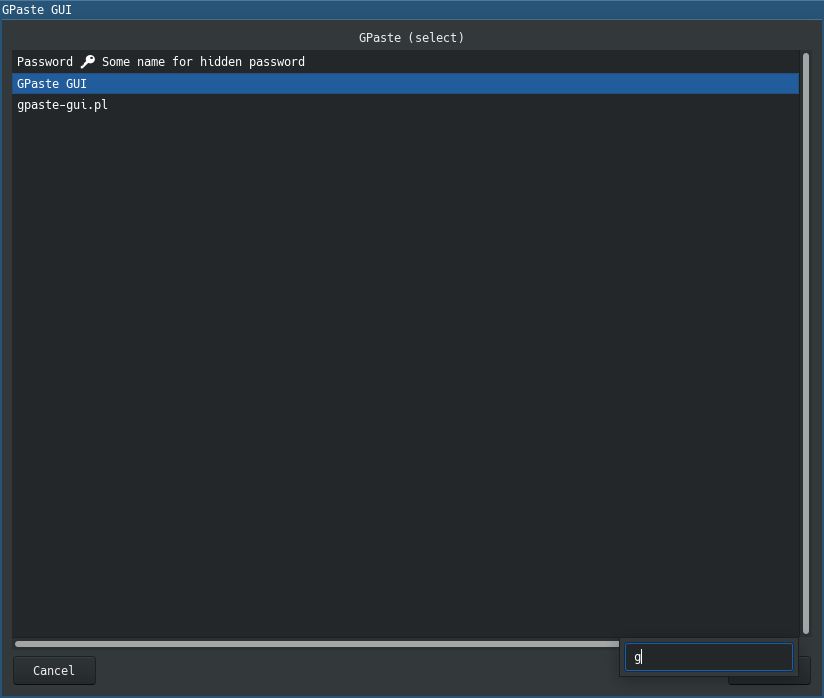 GPaste GUI
GPaste (select)
Password 🔑 Some name for hidden password
GPaste GUI
gpaste-gui.pl
g
Cancel